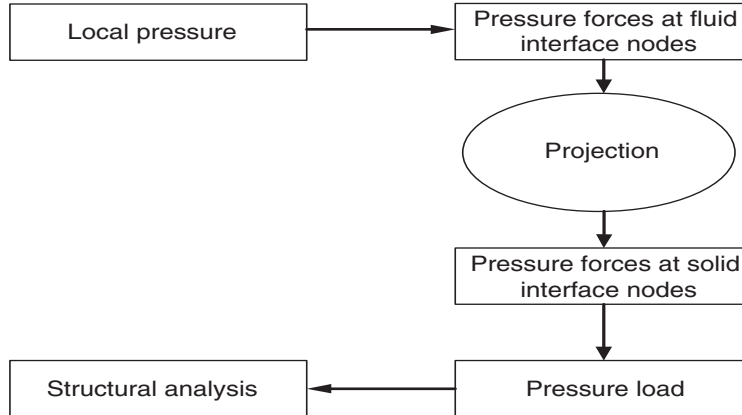 Local pressure
Pressure forces at fluid
interface nodes
Projection
Pressure forces at solid
interface nodes
Structural analysis
Pressure load